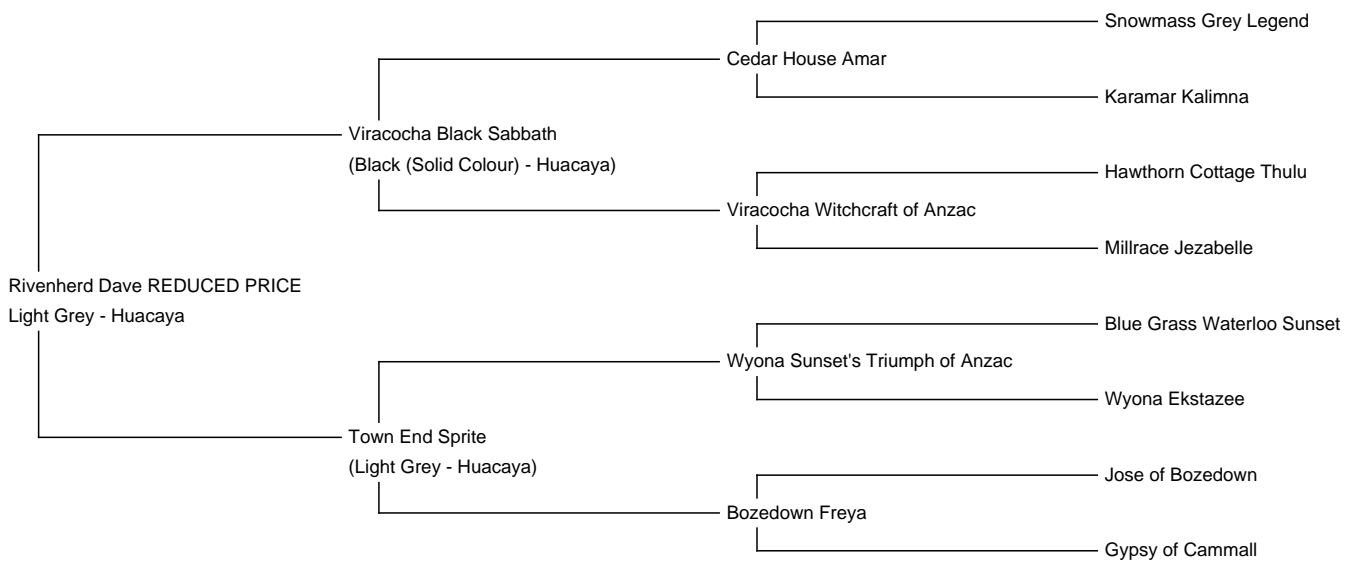 Snowmass Grey Legend
Cedar House Amar
Karamar Kalimna
Viracocha Black Sabbath
(Black (Solid Colour) - Huacaya)
Hawthorn Cottage Thulu
Viracocha Witchcraft of Anzac
Millrace Jezabelle
Rivenherd Dave REDUCED PRICE
Light Grey - Huacaya
Blue Grass Waterloo Sunset
Wyona Sunset's Triumph of Anzac
Wyona Ekstazee
Town End Sprite
(Light Grey - Huacaya)
Jose of Bozedown
Bozedown Freya
Gypsy of Cammall